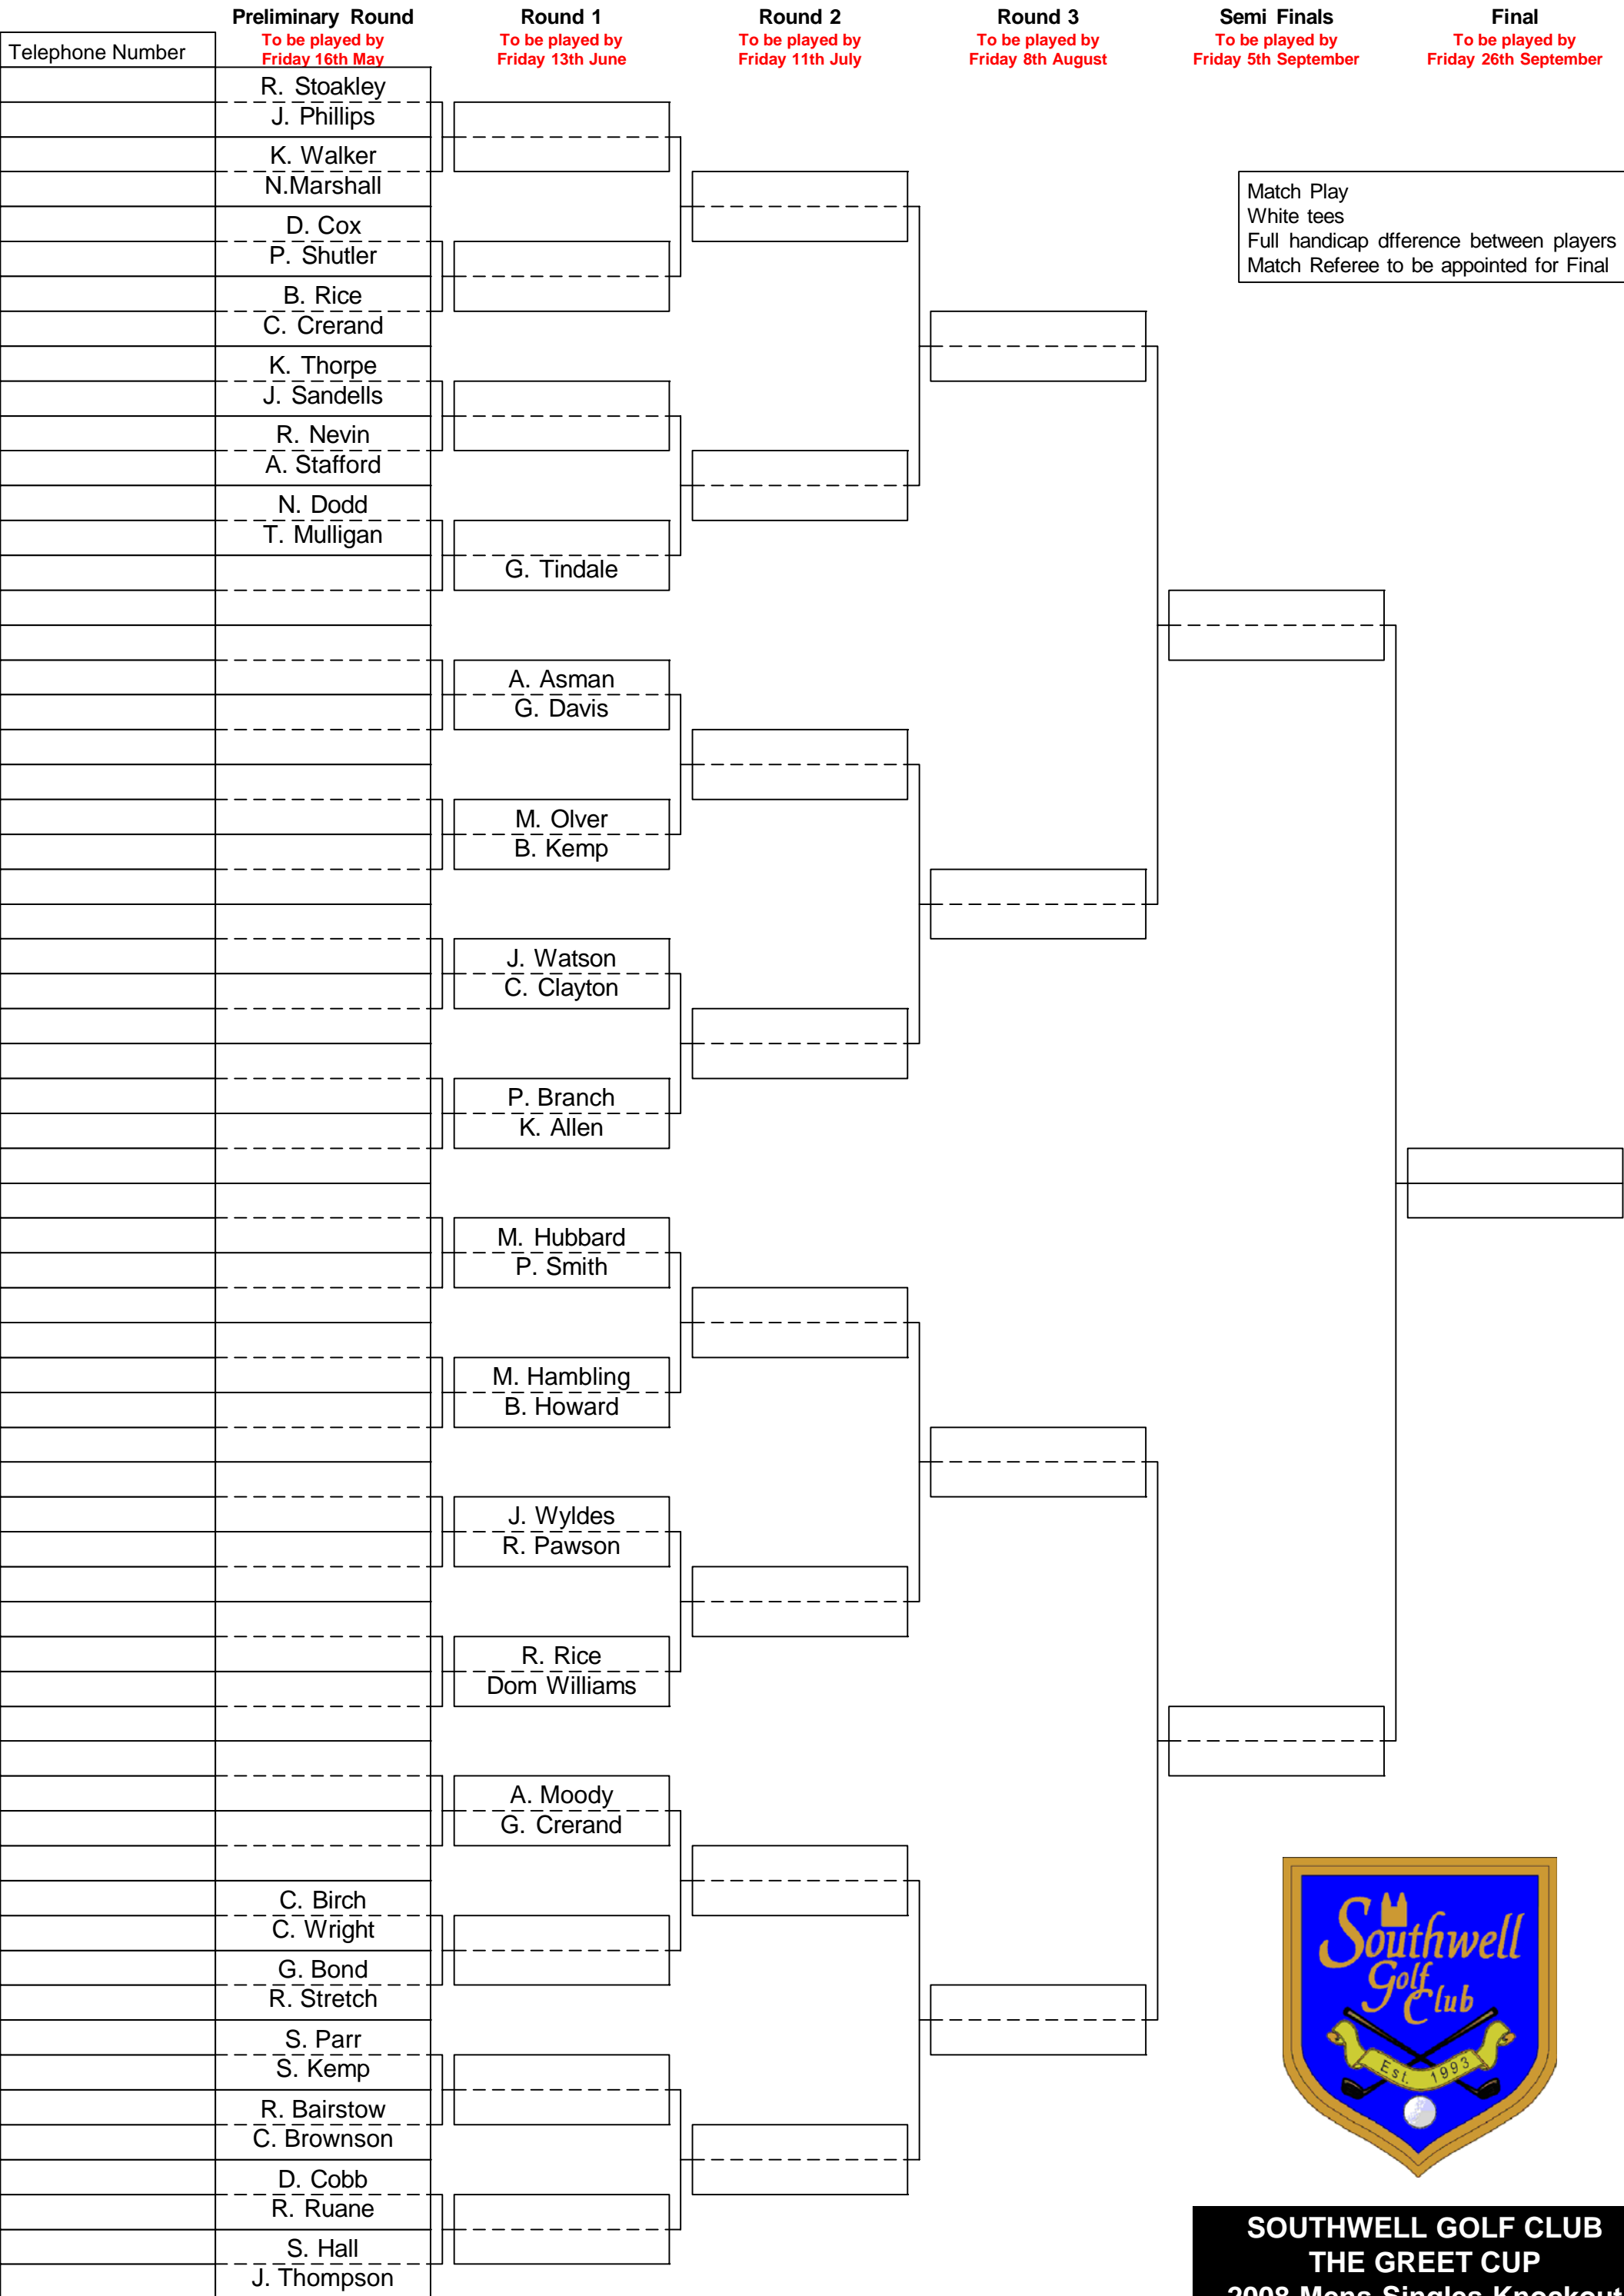 Preliminary Round
To be played by
Friday 16th May
Round 1
To be played by
Friday 13th June
Round 2
To be played by
Friday 11th July
Round 3
To be played by
Friday 8th August
Semi Finals
To be played by
Friday 5th September
Final
To be played by
Friday 26th September
Telephone Number
R. Stoakley
J. Phillips
K. Walker
N.Marshall
D. Cox
P. Shutler
B. Rice
C. Crerand
K. Thorpe
J. Sandells
R. Nevin
A. Stafford
N. Dodd
T. Mulligan
G. Tindale
A. Asman
G. Davis
M. Olver
B. Kemp
J. Watson
C. Clayton
P. Branch
K. Allen
M. Hubbard
P. Smith
M. Hambling
B. Howard
J. Wyldes
R. Pawson
R. Rice
Dom Williams
A. Moody
G. Crerand
C. Birch
C. Wright
G. Bond
R. Stretch
S. Parr
S. Kemp
R. Bairstow
C. Brownson
D. Cobb
R. Ruane
S. Hall
J. Thompson
Match Play
White tees
Full handicap dfference between players
Match Referee to be appointed for Final
Southwell
Golf
Club
Est. 1993
SOUTHWELL GOLF CLUB
THE GREET CUP
2008 Mens Singles Knockout